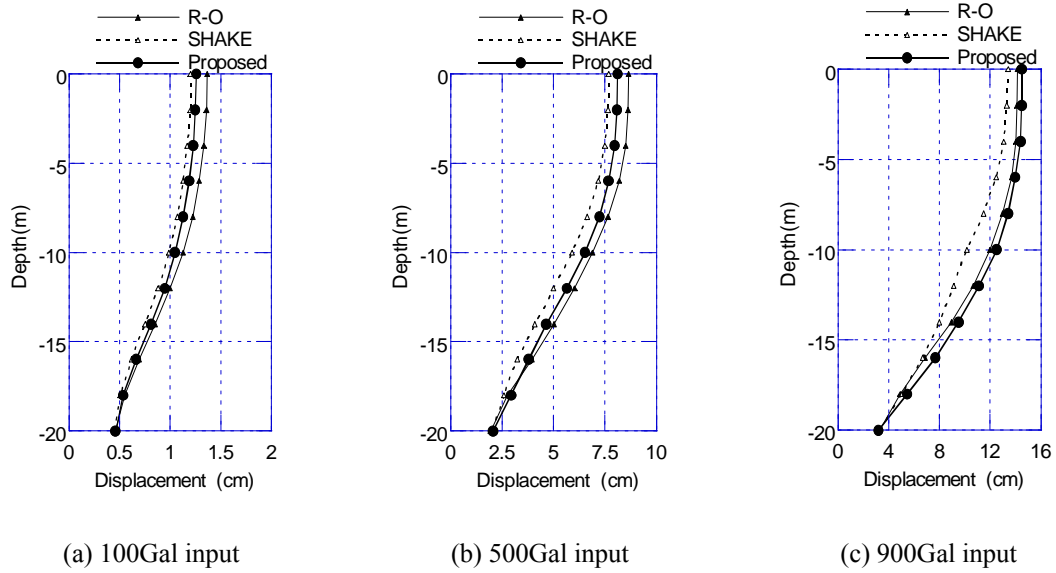 R-O
SHAKE
Proposed
0
-5
-10
-15
-20
Depth(m)
0 0.5 1 1.5 2
Displacement (cm)
(a) 100Gal input
R-O
SHAKE
Proposed
0
-5
-10
-15
-20
Depth(m)
0 2.5 5 7.5 10
Displacement (cm)
(b) 500Gal input
R-O
SHAKE
Proposed
0
-5
-10
-15
-20
Depth(m)
0 4 8 12 16
Displacement (cm)
(c) 900Gal input